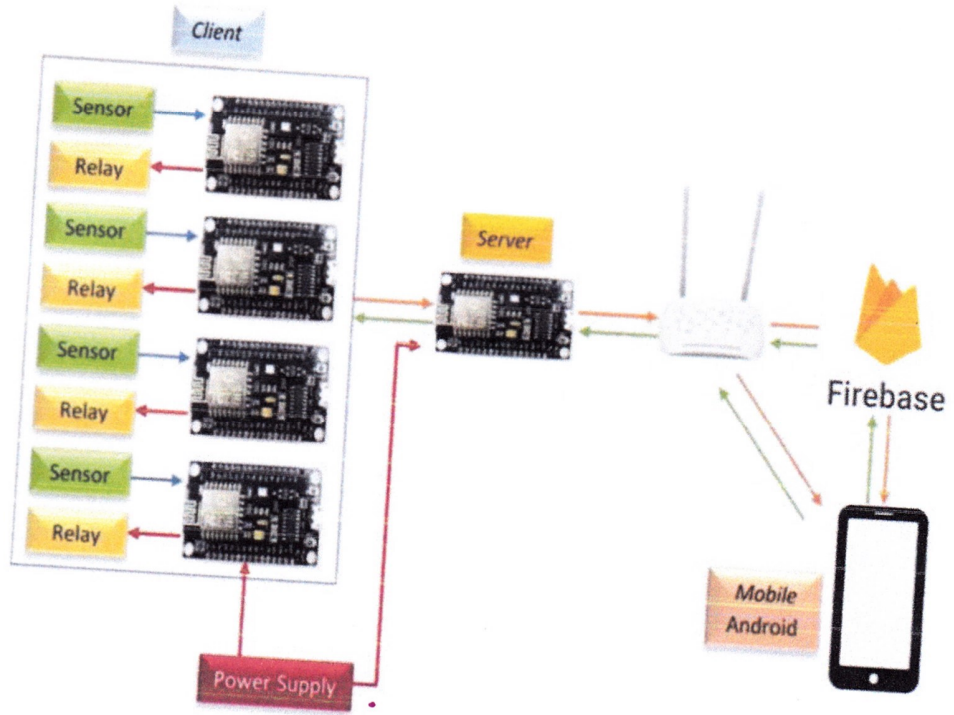 Client
Sensor
Relay
Sensor
Relay
Sensor
Relay
Sensor
Relay
Server
Firebase
Mobile
Android
Power Supply